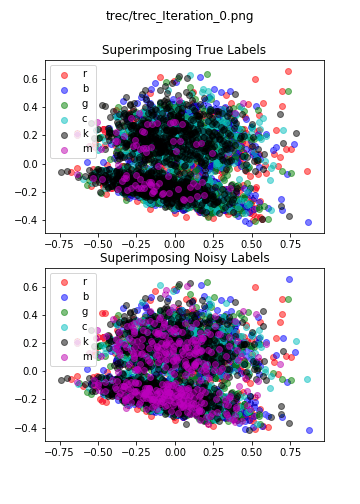 trec/trec_Iteration_0.png
Superimposing True Labels
r
b
g
c
k
m
0.6
0.4
0.2
0.0
−0.2
−0.4
−0.75 −0.50 −0.25 0.00 0.25 0.50 0.75
Superimposing Noisy Labels
r
b
g
c
k
m
0.6
0.4
0.2
0.0
−0.2
−0.4
−0.75 −0.50 −0.25 0.00 0.25 0.50 0.75